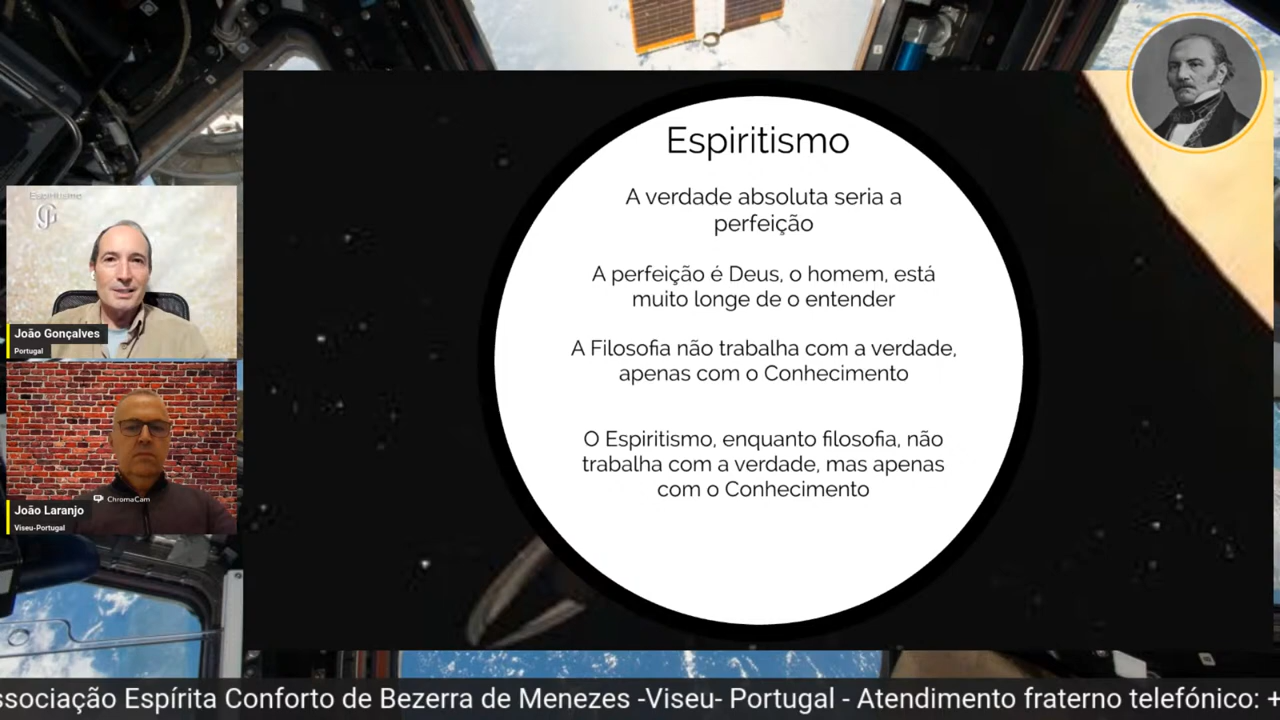 Espiritismo
A verdade absoluta seria a
perfeição
A perfeição é Deus, o homem, está
muito longe de o entender
A Filosofia não trabalha com a verdade,
apenas com o Conhecimento
O Espiritismo, enquanto filosofia, não
trabalha com a verdade, mas apenas
com o Conhecimento
Espiritismo
João Gonçalves
Portugal
ChromaCam
João Laranjo
Viseu-Portugal
ssociação Espírita Conforto de Bezerra de Menezes -Viseu- Portugal - Atendimento fraterno telefónico: +